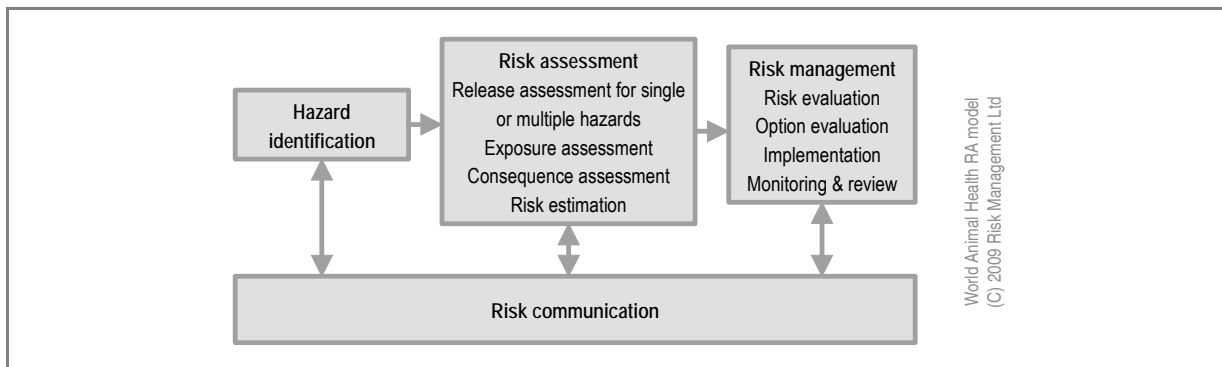 Hazard
identification
Risk assessment
Release assessment for single
or multiple hazards
Exposure assessment
Consequence assessment
Risk estimation
Risk management
Risk evaluation
Option evaluation
Implementation
Monitoring & review
Risk communication
World Animal Health RA model
(C) 2009 Risk Management Ltd